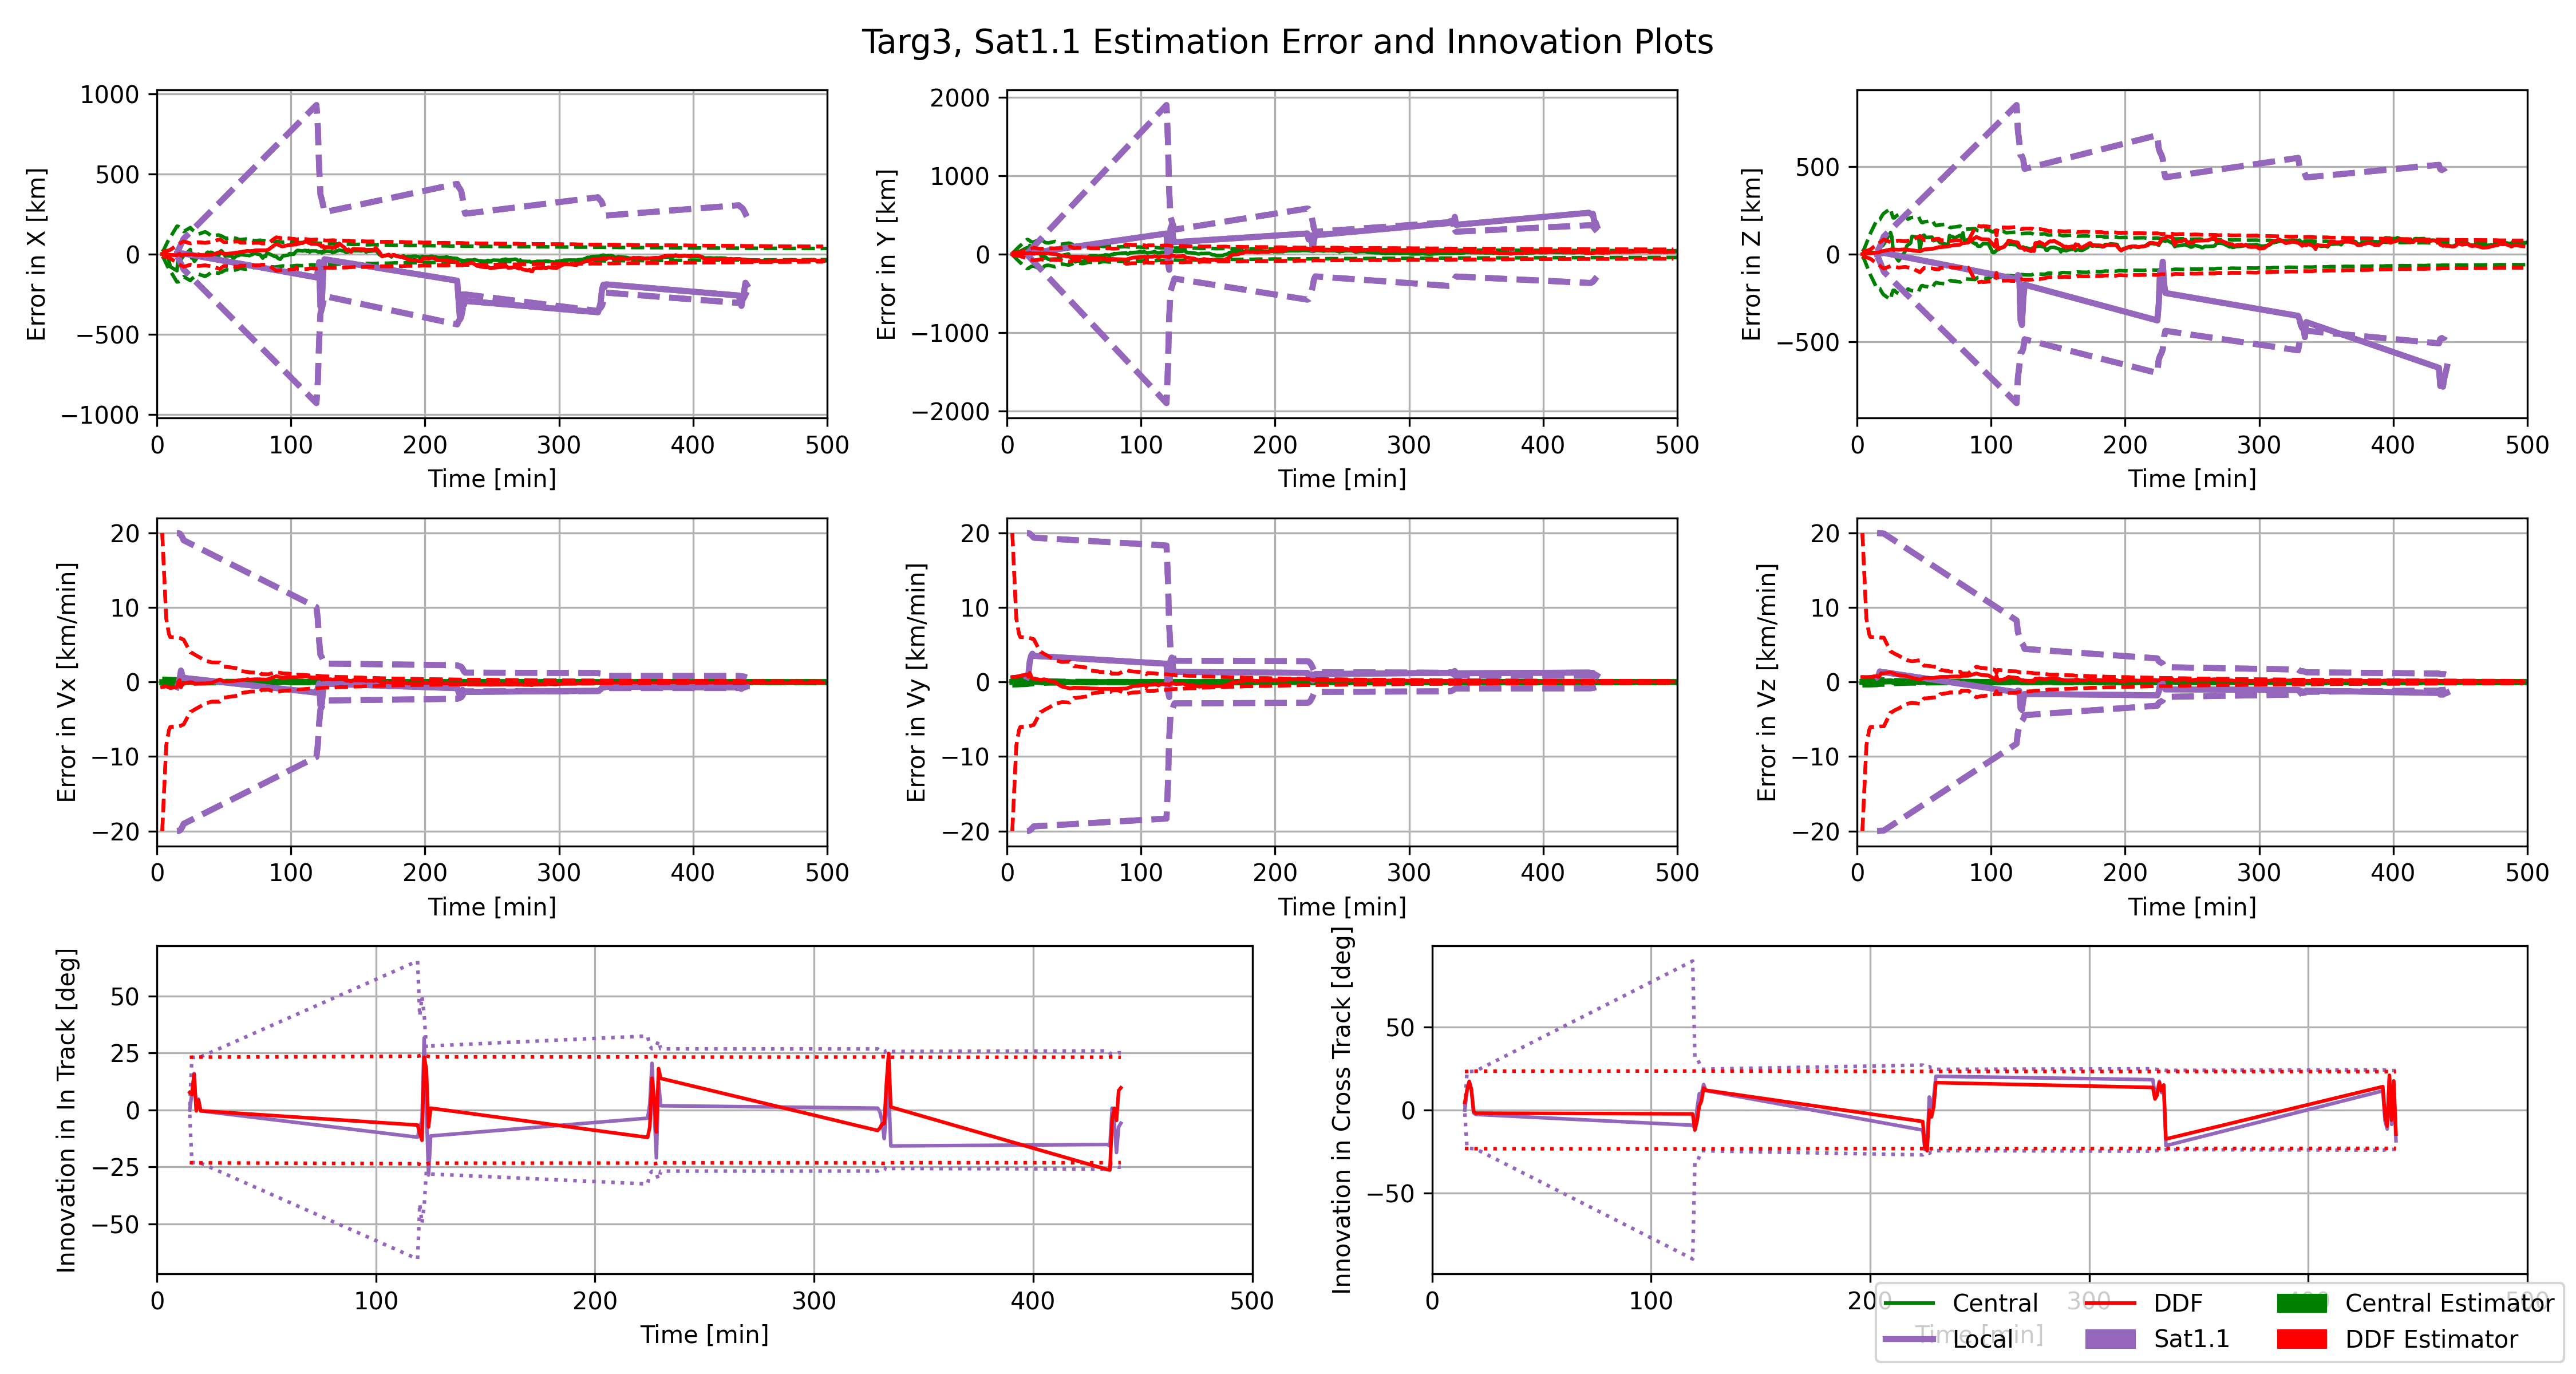 Targ3, Sat1.1 Estimation Error and Innovation Plots
Error in X [km]
1000
500
0
−500
−1000
0 100 200 300 400 500
Time [min]
Error in Y [km]
2000
1000
0
−1000
−2000
0 100 200 300 400 500
Time [min]
Error in Z [km]
500
0
−500
0 100 200 300 400 500
Time [min]
Error in Vx [km/min]
20
10
0
−10
−20
0 100 200 300 400 500
Time [min]
Error in Vy [km/min]
20
10
0
−10
−20
0 100 200 300 400 500
Time [min]
Error in Vz [km/min]
20
10
0
−10
−20
0 100 200 300 400 500
Time [min]
Innovation in In Track [deg]
50
25
0
−25
−50
0 100 200 300 400 500
Time [min]
Innovation in Cross Track [deg]
50
0
−50
0 100 200 300 400 500
Time [min]
Central DDF Central Estimator
Local Sat1.1 DDF Estimator